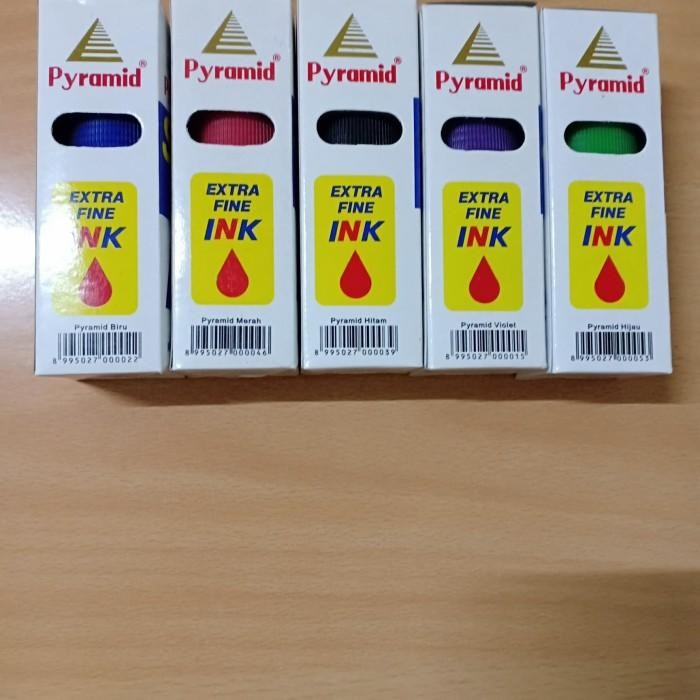 Pyramid®
EXTRA
FINE
INK
Pyramid Biru
8 995027 000022
Pyramid®
EXTRA
FINE
INK
Pyramid Merah
8 995027 000046
Pyramid®
EXTRA
FINE
INK
Pyramid Hitam
8 995027 000039
Pyramid®
EXTRA
FINE
INK
Pyramid Violet
8 995027 000015
Pyramid®
EXTRA
FINE
INK
Pyramid Hijau
8 995027 000053